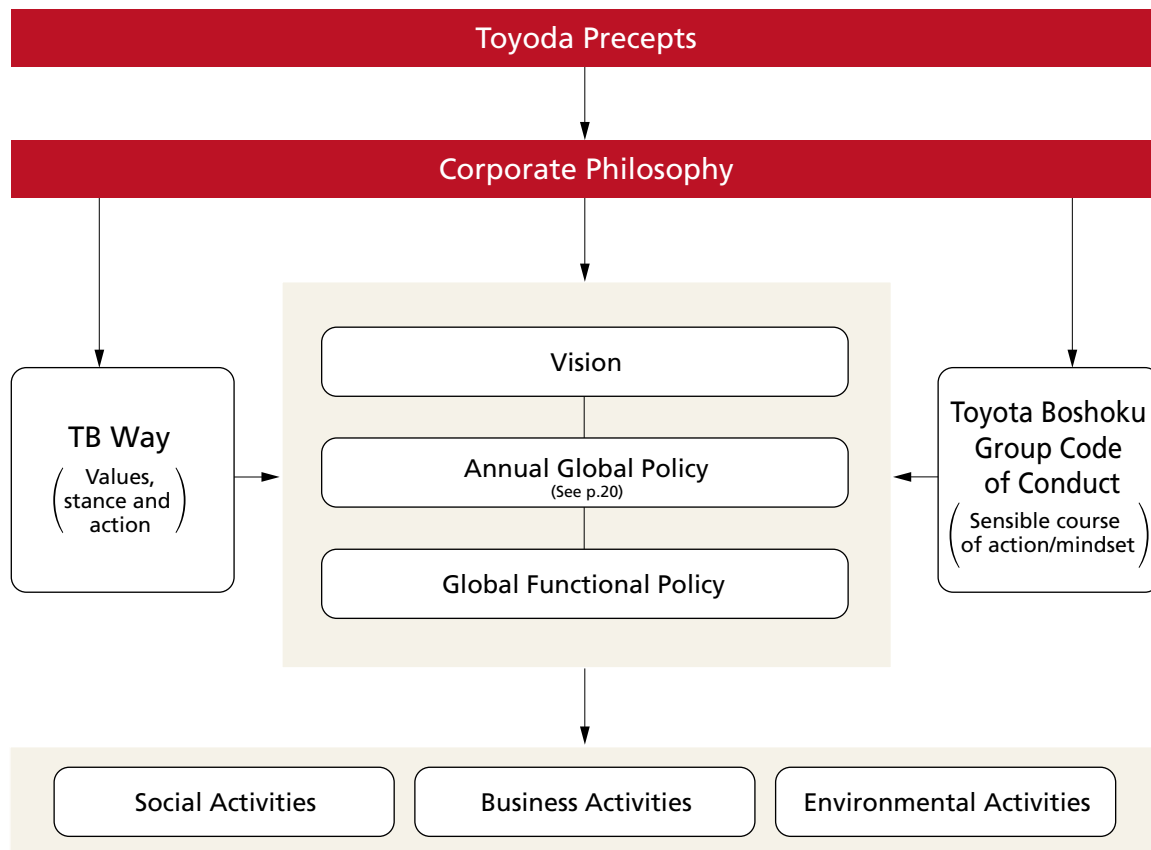 Toyoda Precepts
Corporate Philosophy
TB Way
(Values,
stance and
action)
Vision
Annual Global Policy
(See p.20)
Global Functional Policy
Toyota Boshoku
Group Code
of Conduct
(Sensible course
of action/mindset)
Social Activities
Business Activities
Environmental Activities